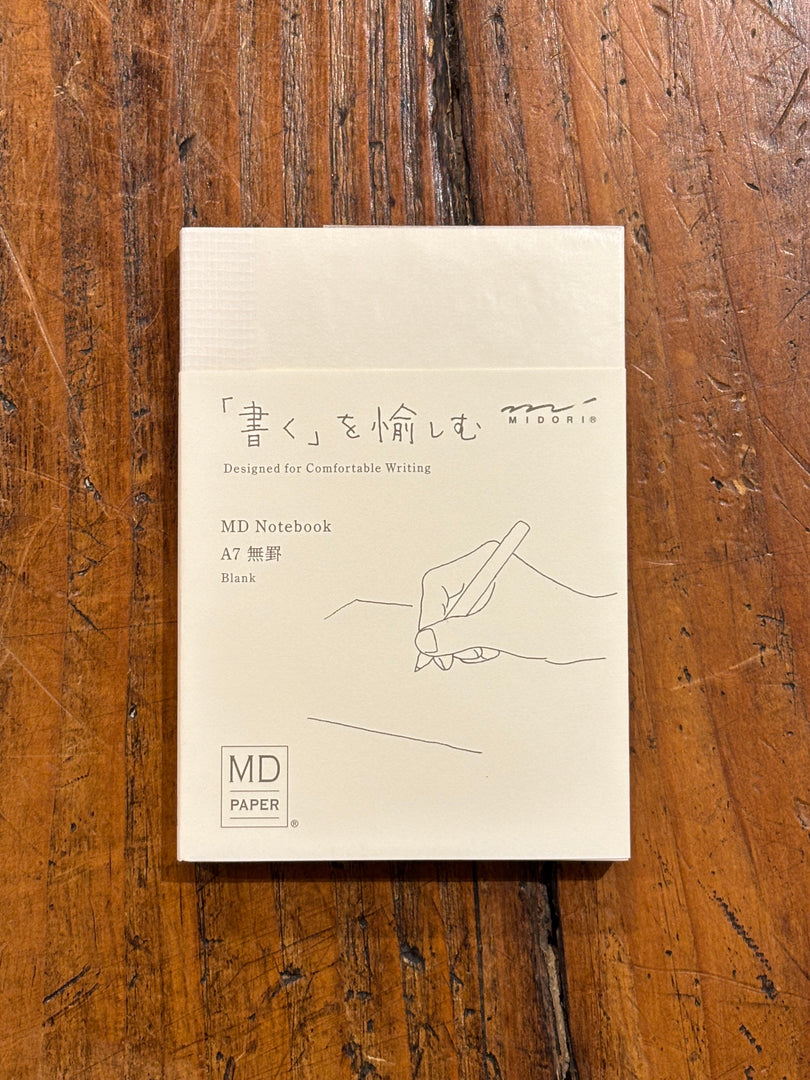 「書く」を愉しむ
MIDORI®
Designed for Comfortable Writing
MD Notebook
A7 無罫
Blank
MD
PAPER
®